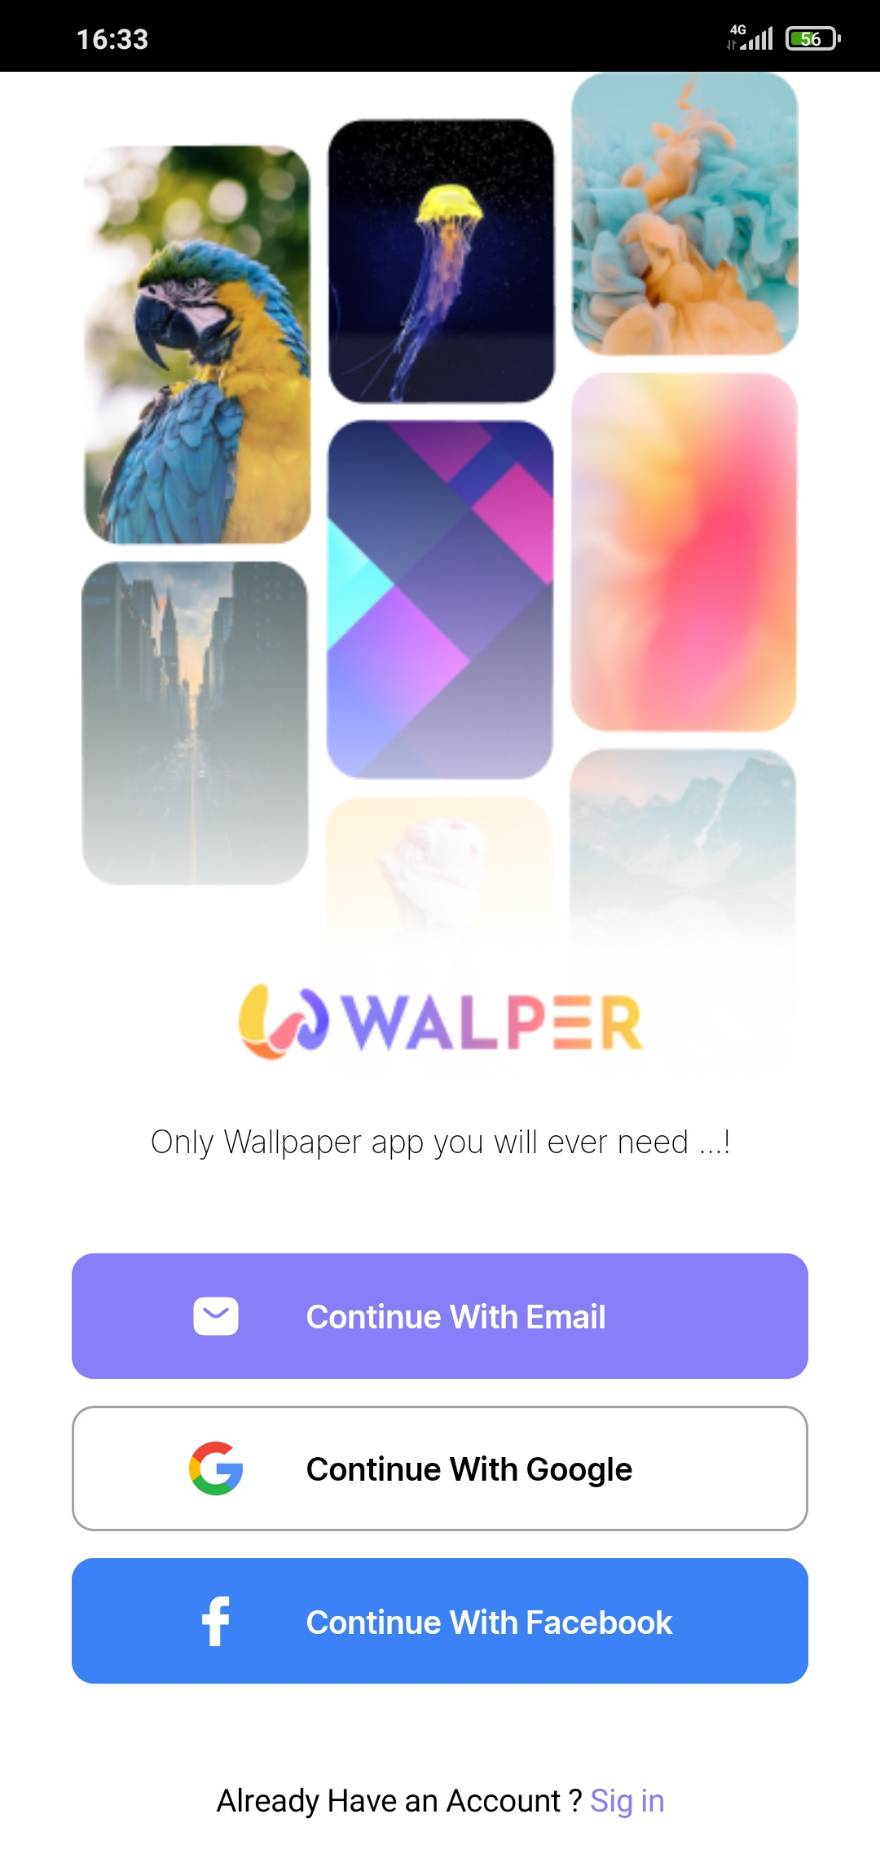 16:33
4G
56
WALPER
Only Wallpaper app you will ever need ...!
Continue With Email
Continue With Google
Continue With Facebook
Already Have an Account ? Sig in